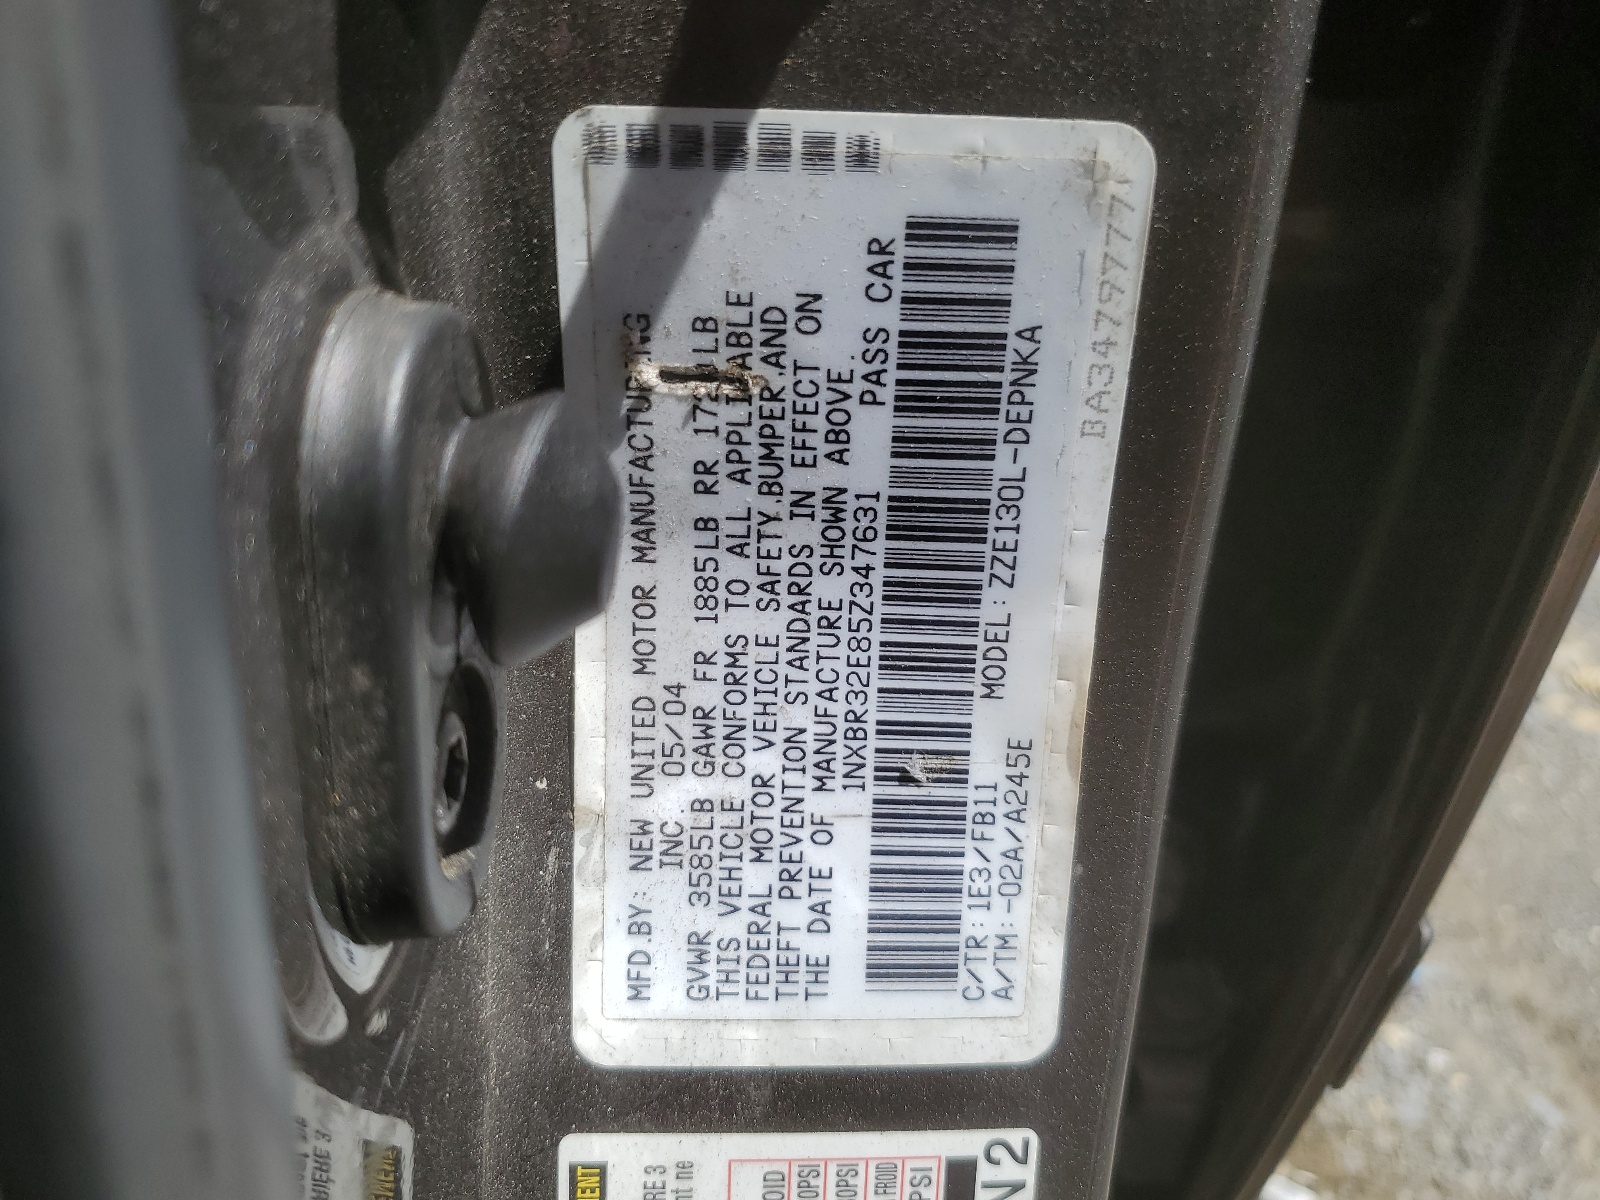 MFD.BY: NEW UNITED MOTOR MANUFACTURING
INC. 05/04
GVWR 3585LB GAWR FR 1885LB RR LB
THIS VEHICLE CONFORMS TO ALL APPLICABLE
FEDERAL MOTOR VEHICLE SAFETY,BUMPER,AND
THEFT PREVENTION STANDARDS IN EFFECT ON
THE DATE OF MANUFACTURE SHOWN ABOVE.
1NXBR32E85Z347631 PASS CAR
C/TR: 1E3/FB11 MODEL: ZZE130L-DEPNKA
A/TM:-02A/A245E
N2